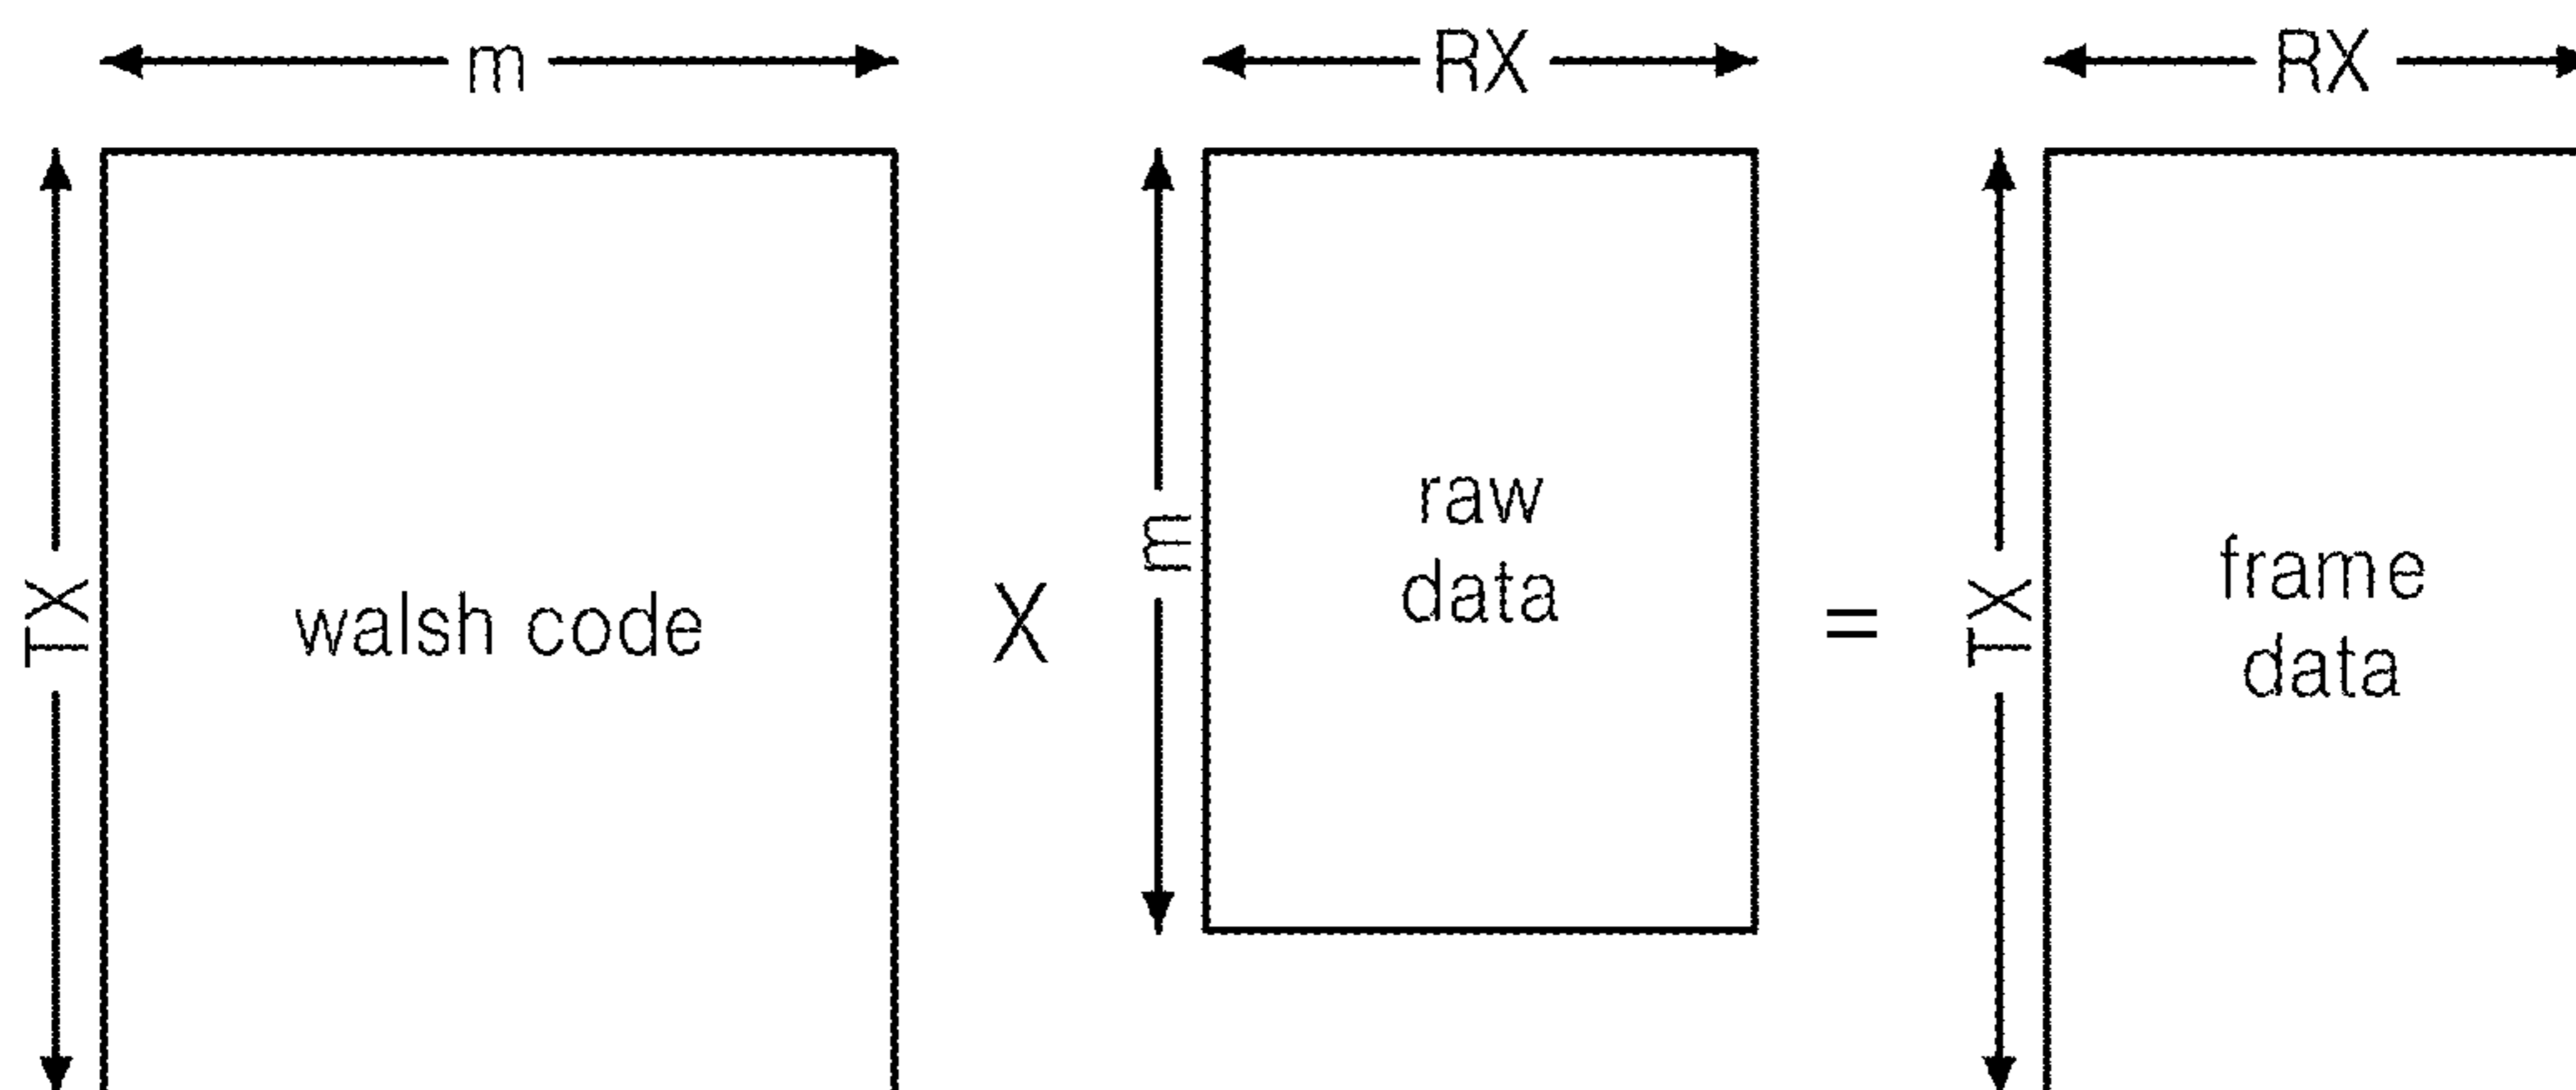 m
RX
RX
TX
walsh code
X
m
raw
data
=
TX
frame
data